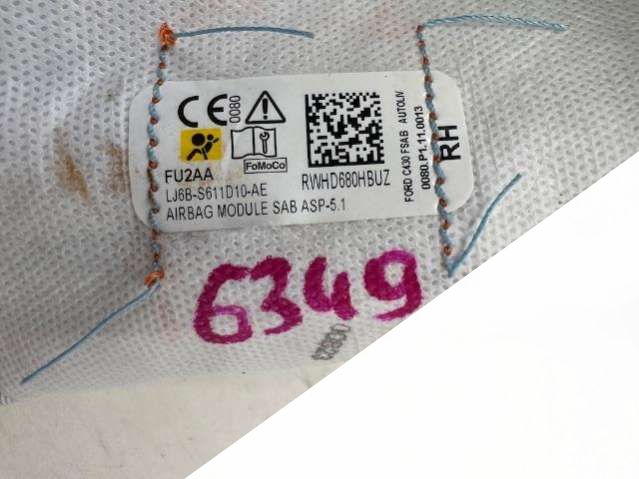 CE 0080
FoMoCo
FU2AA
LJ6B-S611D10-AE
AIRBAG MODULE SAB ASP-5.1
RWHD680HBUZ
FORD C430 FSAB AUTOLIV
0080.P1.11.0013
RH
6349